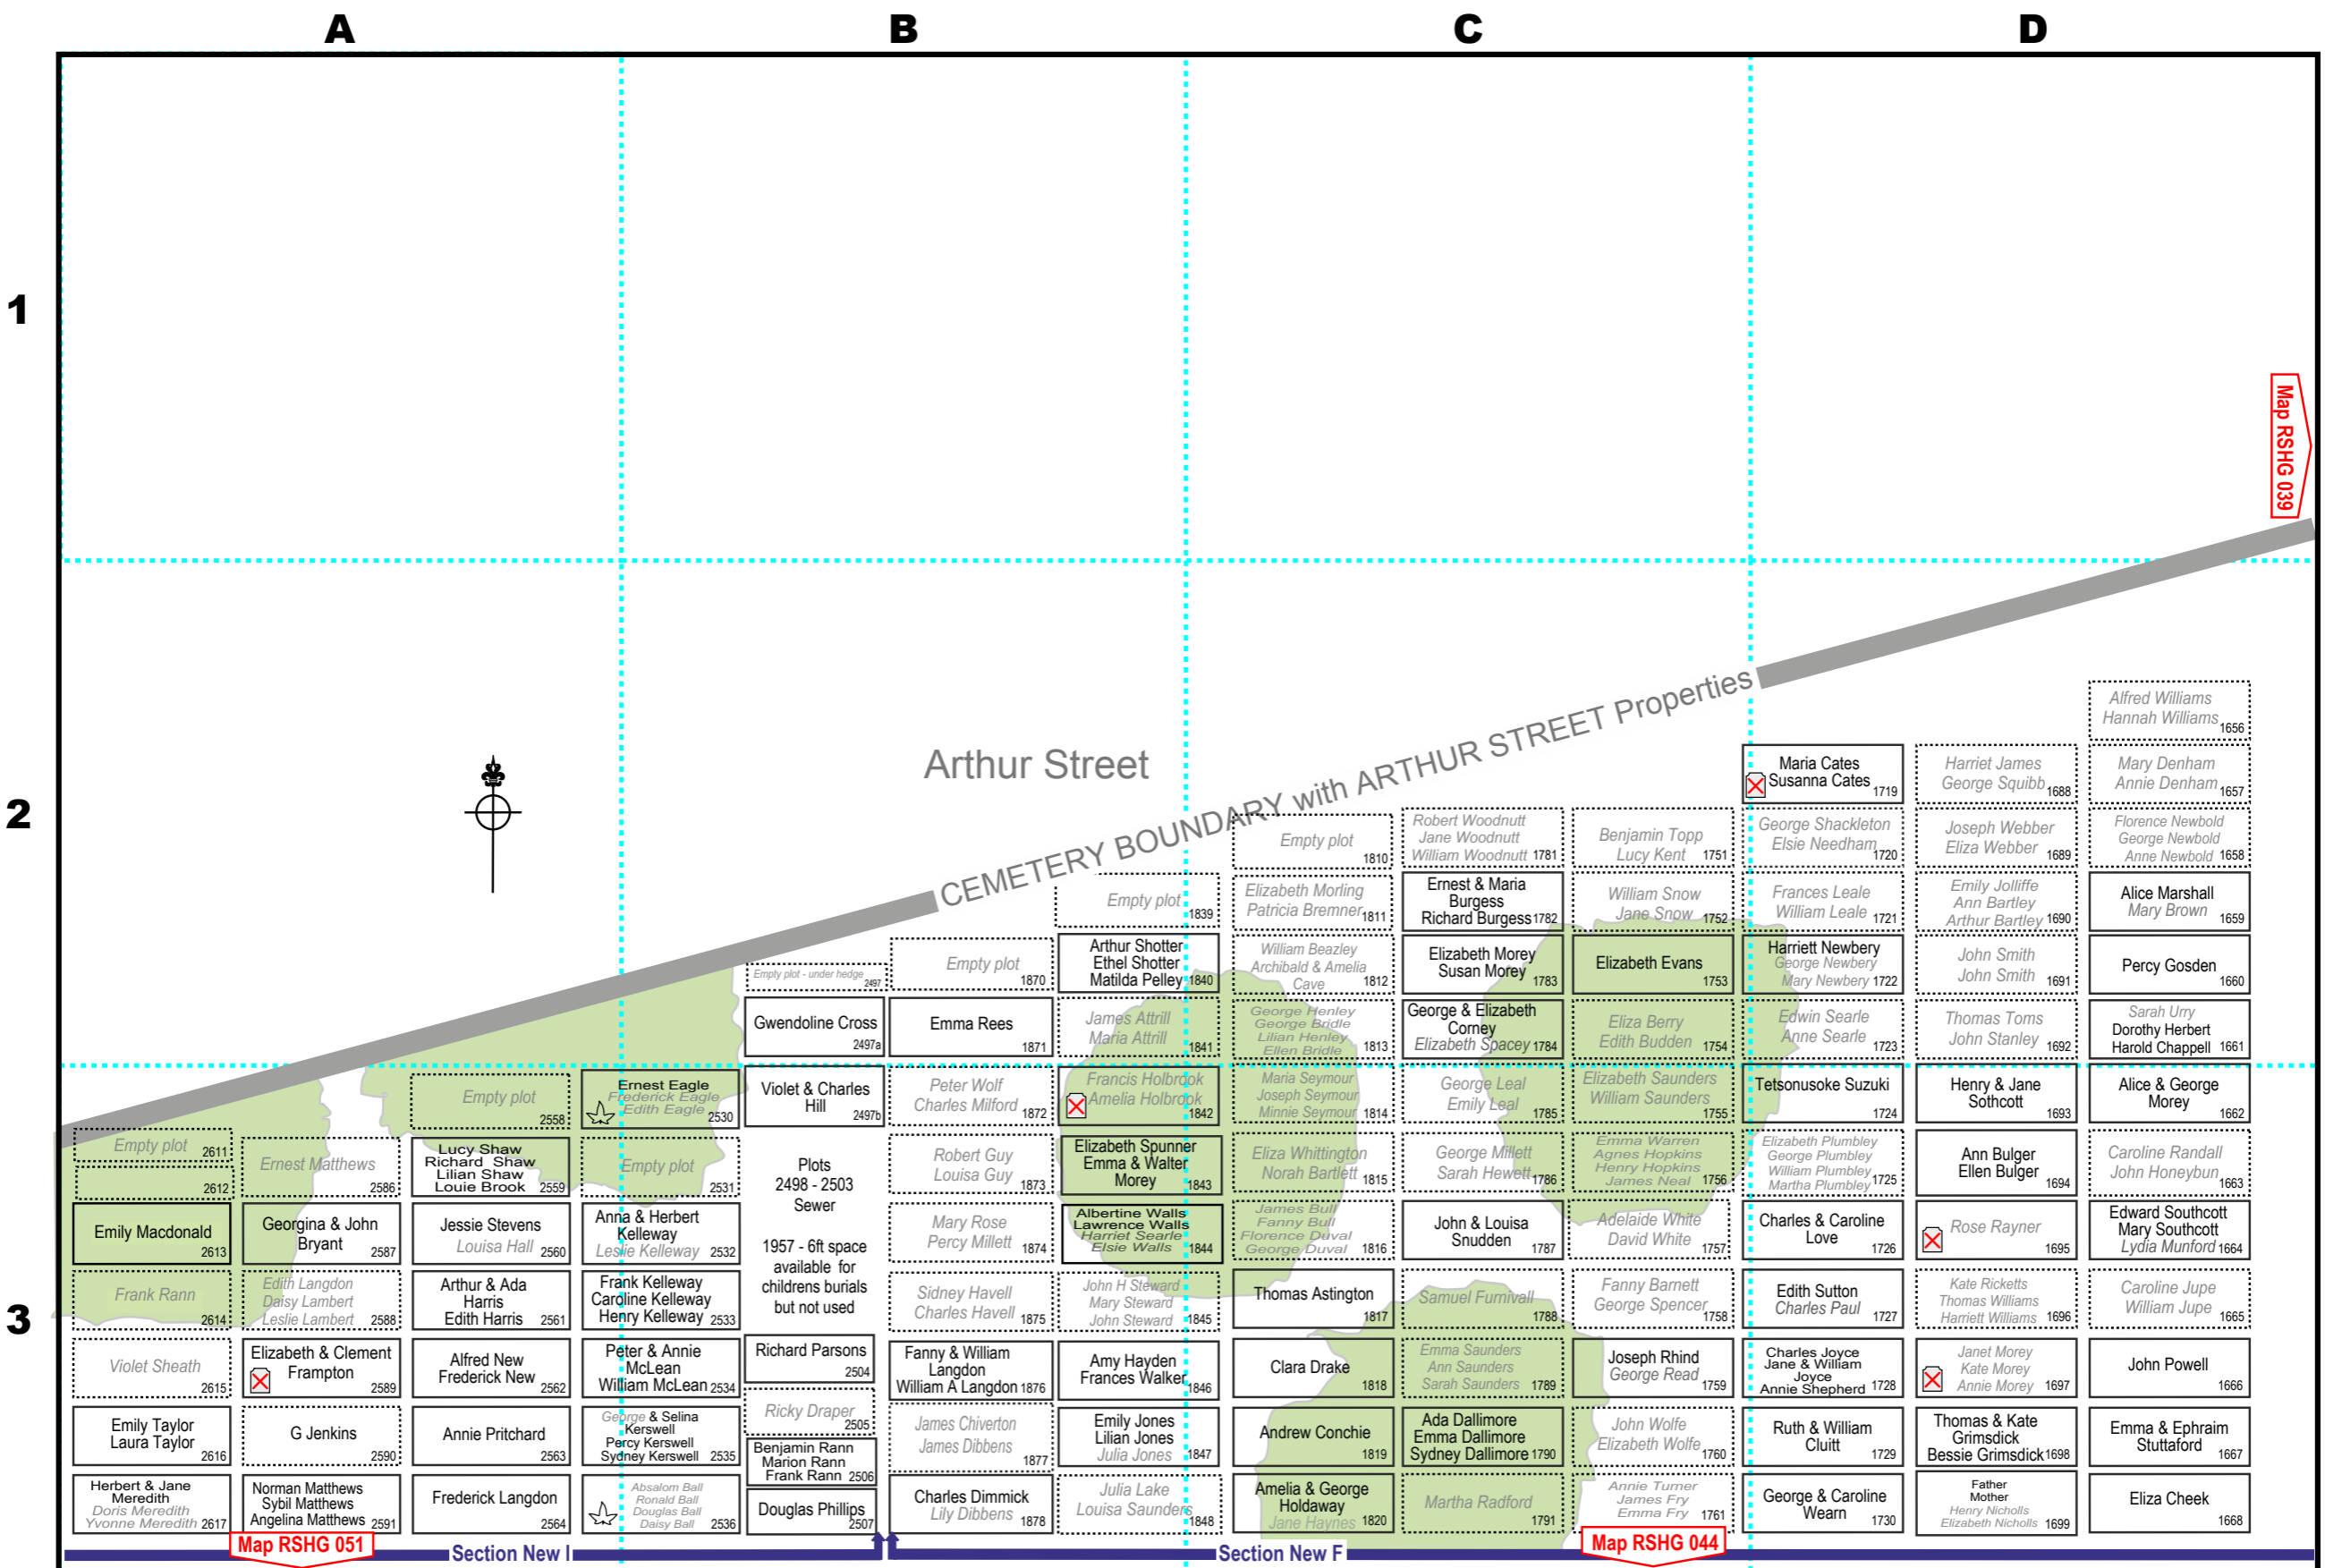 A
B
C
D
1
2
3
Map RSHG 039
Arthur Street
CEMETERY BOUNDARY with ARTHUR STREET Properties
Empty plot
2611
2612
Emily Macdonald
2613
Frank Rann
2614
Violet Sheath
2615
Emily Taylor
Laura Taylor
2616
Herbert & Jane
Meredith
Doris Meredith
Yvonne Meredith 2617
Ernest Matthews
2586
Georgina & John
Bryant
2587
Edith Langdon
Daisy Lambert
Leslie Lambert 2588
Elizabeth & Clement
Frampton
2589
G Jenkins
2590
Norman Matthews
Sybil Matthews
Angelina Matthews 2591
Empty plot
2558
Lucy Shaw
Richard Shaw
Lilian Shaw
Louie Brook 2559
Jessie Stevens
Louisa Hall 2560
Arthur & Ada
Harris
Edith Harris 2561
Alfred New
Frederick New 2562
Annie Pritchard
2563
Frederick Langdon
2564
Ernest Eagle
Frederick Eagle
Edith Eagle 2530
Empty plot
2531
Anna & Herbert
Kelleway
Leslie Kelleway 2532
Frank Kelleway
Caroline Kelleway
Henry Kelleway 2533
Peter & Annie
McLean
William McLean 2534
George & Selina
Kerswell
Percy Kerswell
Sydney Kerswell 2535
Absalom Ball
Ronald Ball
Douglas Ball
Daisy Ball 2536
Empty plot - under hedge
2497
Gwendoline Cross
2497a
Violet & Charles
Hill
2497b
Plots
2498 - 2503
Sewer
1957 - 6ft space
available for
childrens burials
but not used
Richard Parsons
2504
Ricky Draper
2505
Benjamin Rann
Marion Rann
Frank Rann 2506
Douglas Phillips
2507
Empty plot
1870
Emma Rees
1871
Peter Wolf
Charles Milford 1872
Robert Guy
Louisa Guy 1873
Mary Rose
Percy Millett 1874
Sidney Havell
Charles Havell 1875
Fanny & William
Langdon
William A Langdon 1876
James Chiverton
James Dibbens
1877
Charles Dimmick
Lily Dibbens 1878
Empty plot
1839
Arthur Shotter
Ethel Shotter
Matilda Pelley 1840
James Attrill
Maria Attrill 1841
Francis Holbrook
Amelia Holbrook
1842
Elizabeth Spunner
Emma & Walter
Morey 1843
Albertine Walls
Lawrence Walls
Harriet Searle
Elsie Walls 1844
John H Steward
Mary Steward
John Steward 1845
Amy Hayden
Frances Walker 1846
Emily Jones
Lilian Jones
Julia Jones 1847
Julia Lake
Louisa Saunders
1848
Empty plot
1810
Elizabeth Morling
Patricia Bremner 1811
William Beazley
Archibald & Amelia
Cave 1812
George Henley
George Bridle
Lilian Henley
Ellen Bridle 1813
Maria Seymour
Joseph Seymour
Minnie Seymour 1814
Eliza Whittington
Norah Bartlett 1815
James Bull
Fanny Bull
Florence Duval
George Duval 1816
Thomas Astington
1817
Clara Drake
1818
Andrew Conchie
1819
Amelia & George
Holdaway
Jane Haynes 1820
Robert Woodnutt
Jane Woodnutt
William Woodnutt 1781
Ernest & Maria
Burgess
Richard Burgess 1782
Elizabeth Morey
Susan Morey 1783
George & Elizabeth
Corney
Elizabeth Spacey 1784
George Leal
Emily Leal 1785
George Millett
Sarah Hewett 1786
John & Louisa
Snudden
1787
Samuel Furnivall
1788
Emma Saunders
Ann Saunders
Sarah Saunders 1789
Ada Dallimore
Emma Dallimore
Sydney Dallimore 1790
Martha Radford
1791
Benjamin Topp
Lucy Kent 1751
William Snow
Jane Snow 1752
Elizabeth Evans
1753
Eliza Berry
Edith Budden 1754
Elizabeth Saunders
William Saunders
1755
Emma Warren
Agnes Hopkins
Henry Hopkins
James Neal 1756
Adelaide White
David White
1757
Fanny Barnett
George Spencer
1758
Joseph Rhind
George Read
1759
John Wolfe
Elizabeth Wolfe
1760
Annie Turner
James Fry
Emma Fry 1761
Maria Cates
Susanna Cates 1719
George Shackleton
Elsie Needham 1720
Frances Leale
William Leale 1721
Harriett Newbery
George Newbery
Mary Newbery 1722
Edwin Searle
Anne Searle
1723
Tetsonusoke Suzuki
1724
Elizabeth Plumbley
George Plumbley
William Plumbley
Martha Plumbley 1725
Charles & Caroline
Love
1726
Edith Sutton
Charles Paul
1727
Charles Joyce
Jane & William
Joyce
Annie Shepherd 1728
Ruth & William
Cluitt
1729
George & Caroline
Wearn
1730
Harriet James
George Squibb 1688
Joseph Webber
Eliza Webber 1689
Emily Jolliffe
Ann Bartley
Arthur Bartley 1690
John Smith
John Smith 1691
Thomas Toms
John Stanley 1692
Henry & Jane
Sothcott
1693
Ann Bulger
Ellen Bulger
1694
Rose Rayner
1695
Kate Ricketts
Thomas Williams
Harriett Williams 1696
Janet Morey
Kate Morey
Annie Morey 1697
Thomas & Kate
Grimsdick
Bessie Grimsdick 1698
Father
Mother
Henry Nicholls
Elizabeth Nicholls 1699
Alfred Williams
Hannah Williams 1656
Mary Denham
Annie Denham 1657
Florence Newbold
George Newbold
Anne Newbold 1658
Alice Marshall
Mary Brown
1659
Percy Gosden
1660
Sarah Urry
Dorothy Herbert
Harold Chappell 1661
Alice & George
Morey
1662
Caroline Randall
John Honeybun
1663
Edward Southcott
Mary Southcott
Lydia Munford 1664
Caroline Jupe
William Jupe
1665
John Powell
1666
Emma & Ephraim
Stuttaford
1667
Eliza Cheek
1668
Map RSHG 051
Section New I
Section New F
Map RSHG 044